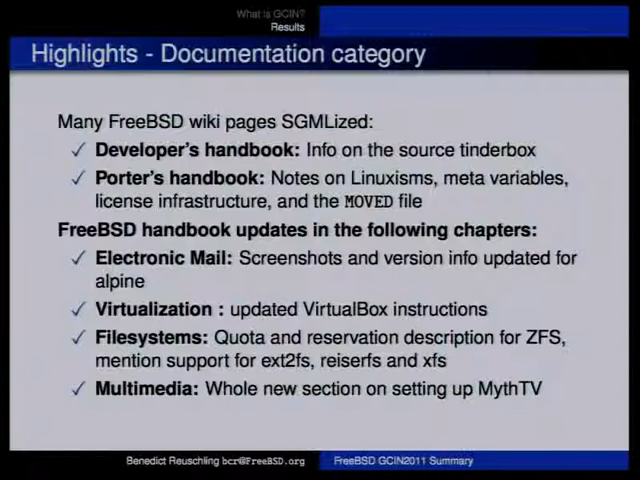 What is GCIN?
Results
Highlights - Documentation category
Many FreeBSD wiki pages SGMLized:
✓ Developer's handbook: Info on the source tinderbox
✓ Porter's handbook: Notes on Linuxisms, meta variables,
license infrastructure, and the MOVED file
FreeBSD handbook updates in the following chapters:
✓ Electronic Mail: Screenshots and version info updated for
alpine
✓ Virtualization : updated VirtualBox instructions
✓ Filesystems: Quota and reservation description for ZFS,
mention support for ext2fs, reiserfs and xfs
✓ Multimedia: Whole new section on setting up MythTV
Benedict Reuschling bcr@FreeBSD.org
FreeBSD GCIN2011 Summary